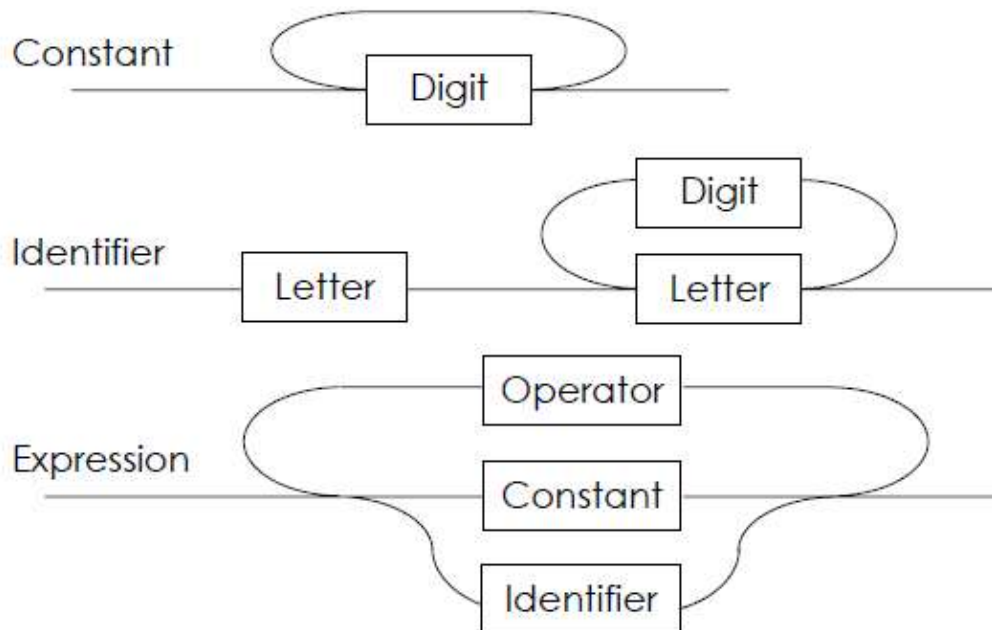 Constant
Digit
Digit
Identifier
Letter
Letter
Operator
Expression
Constant
Identifier